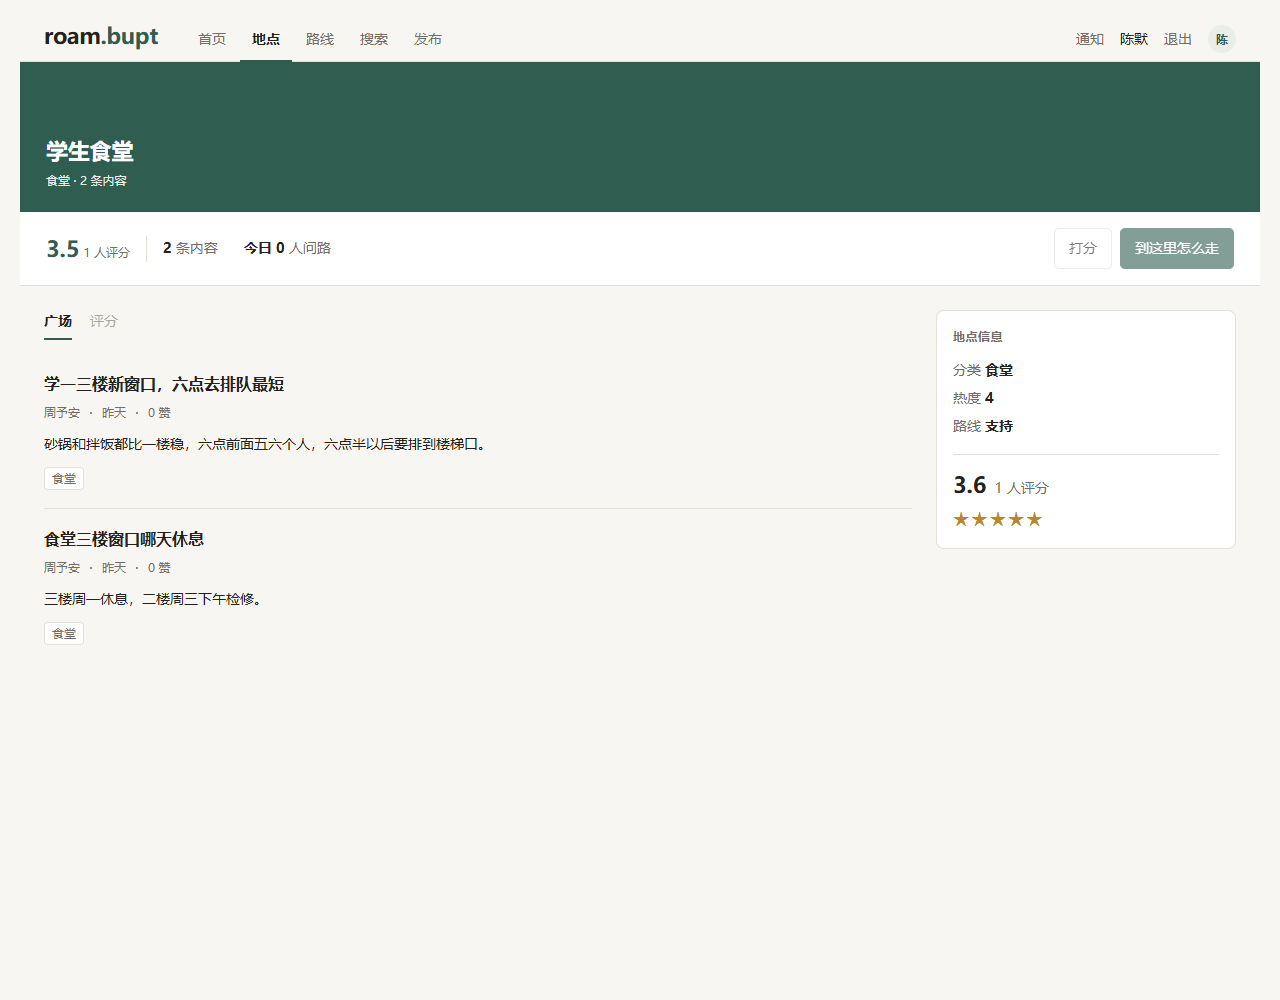 roam.bupt 首页 地点 路线 搜索 发布 通知 陈默 退出 陈
学生食堂
食堂 · 2 条内容
3.5 1 人评分 2 条内容 今日 0 人问路 打分 到这里怎么走
广场 评分
学一三楼新窗口，六点去排队最短
周予安 · 昨天 · 0 赞
砂锅和拌饭都比一楼稳，六点前面五六个人，六点半以后要排到楼梯口。
食堂
食堂三楼窗口哪天休息
周予安 · 昨天 · 0 赞
三楼周一休息，二楼周三下午检修。
食堂
地点信息
分类 食堂
热度 4
路线 支持
3.6 1 人评分
★★★★★